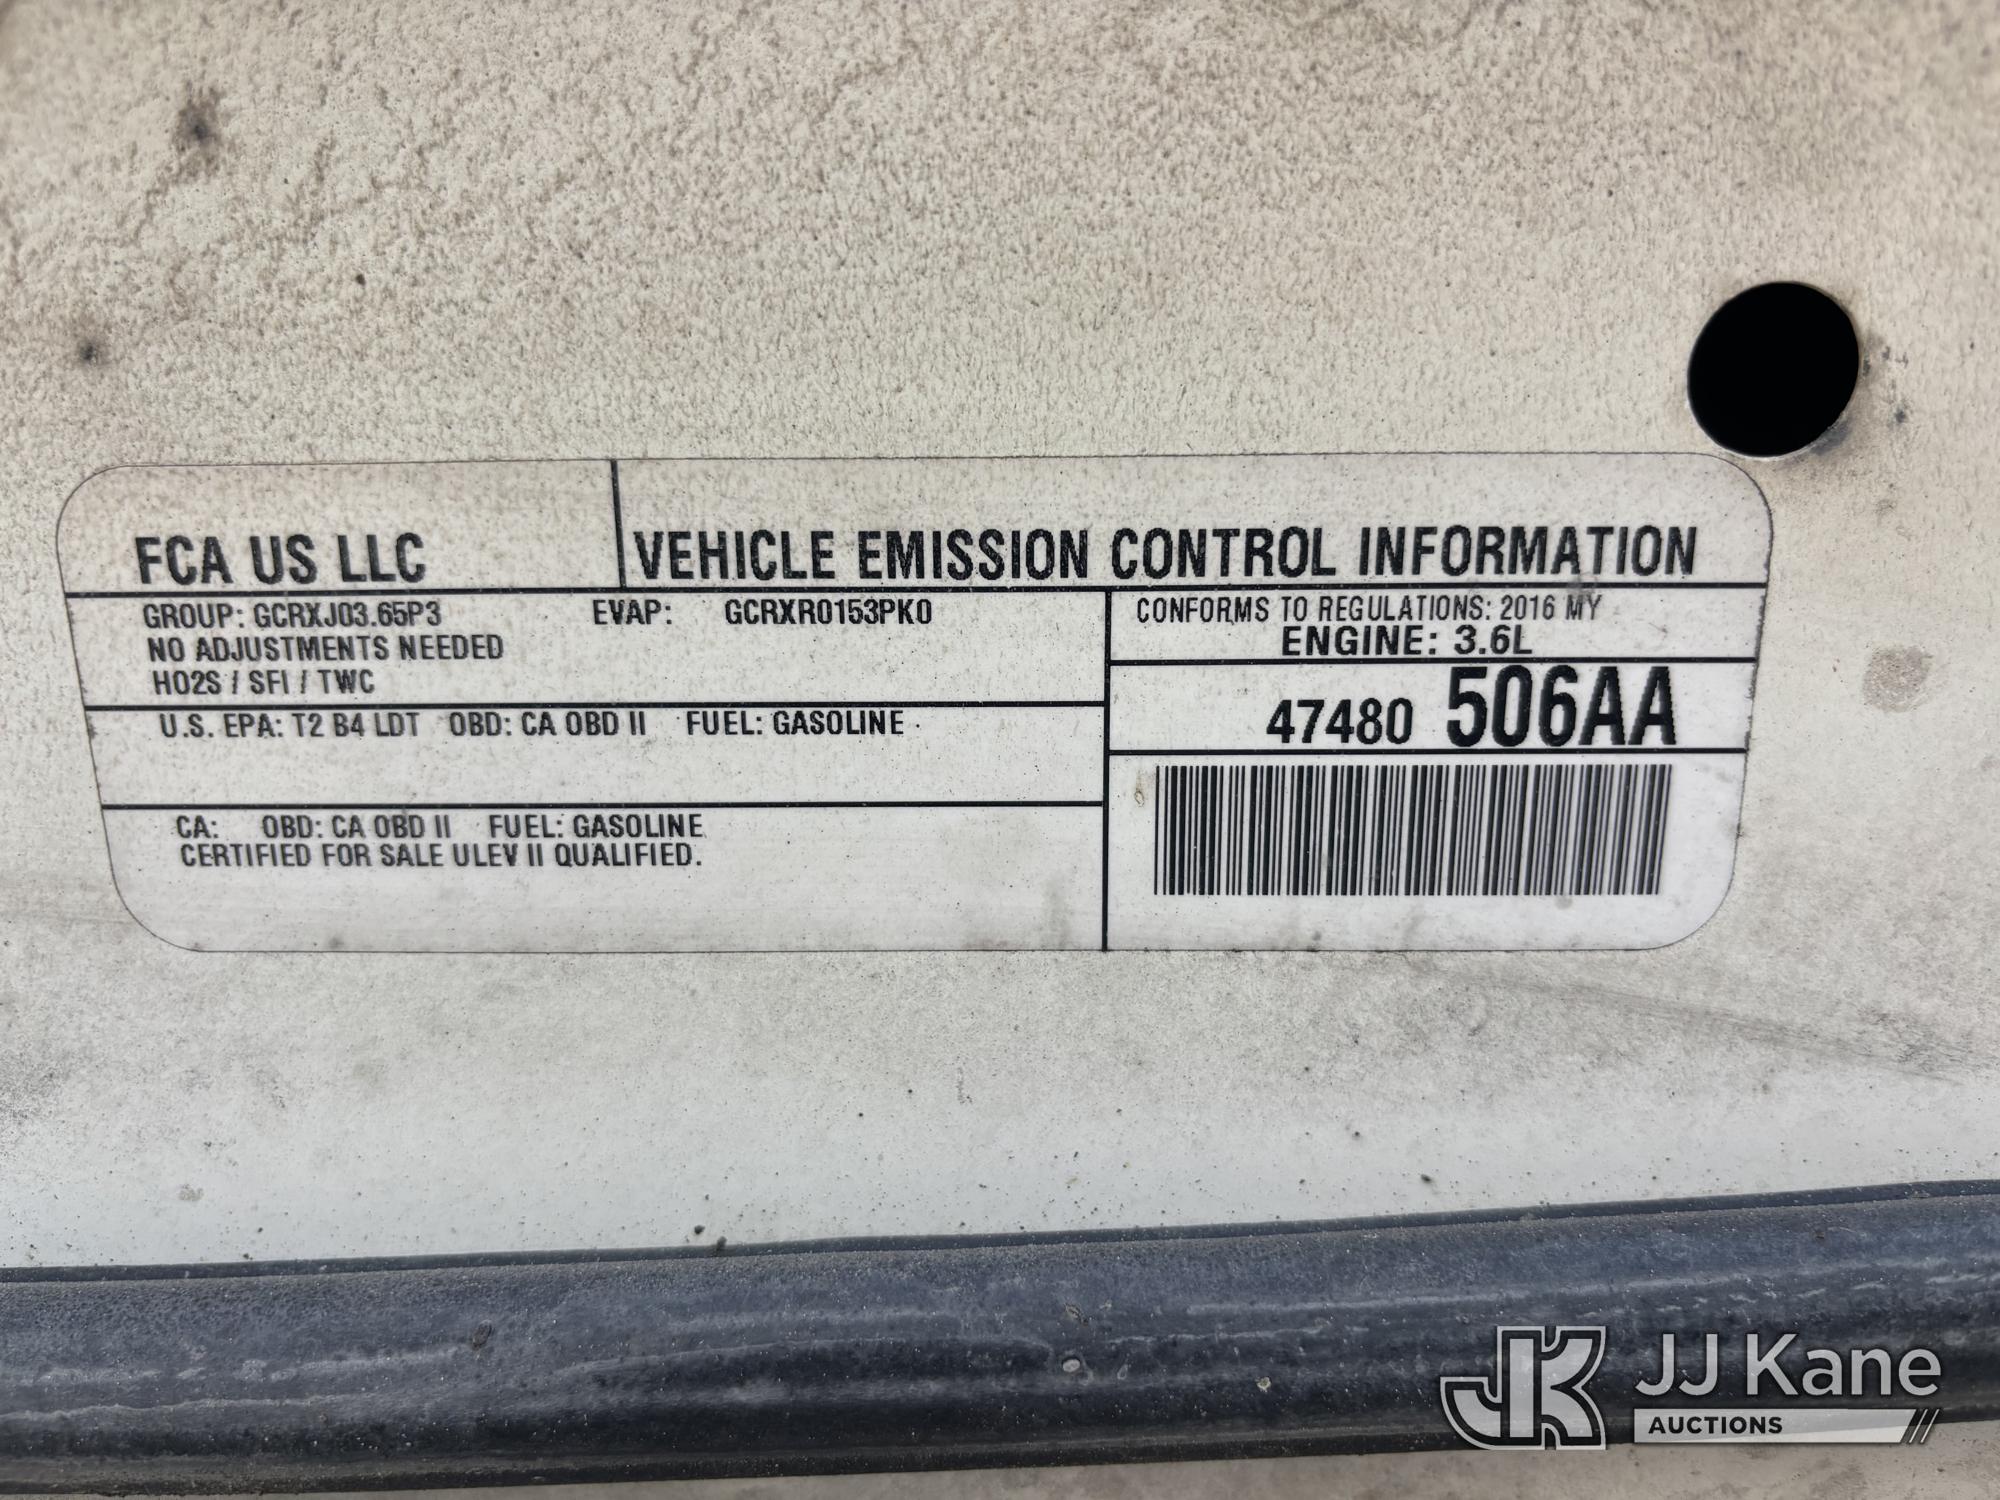 FCA US LLC
VEHICLE EMISSION CONTROL INFORMATION
GROUP: GCRXJ03.65P3 EVAP: GCRXR0153PK0
NO ADJUSTMENTS NEEDED
HO2S / SFI / TWC
CONFORMS TO REGULATIONS: 2016 MY
ENGINE: 3.6L
47480 506AA
U.S. EPA: T2 B4 LDT OBD: CA OBD II FUEL: GASOLINE
CA: OBD: CA OBD II FUEL: GASOLINE
CERTIFIED FOR SALE ULEV II QUALIFIED.
JK JJ Kane
AUCTIONS